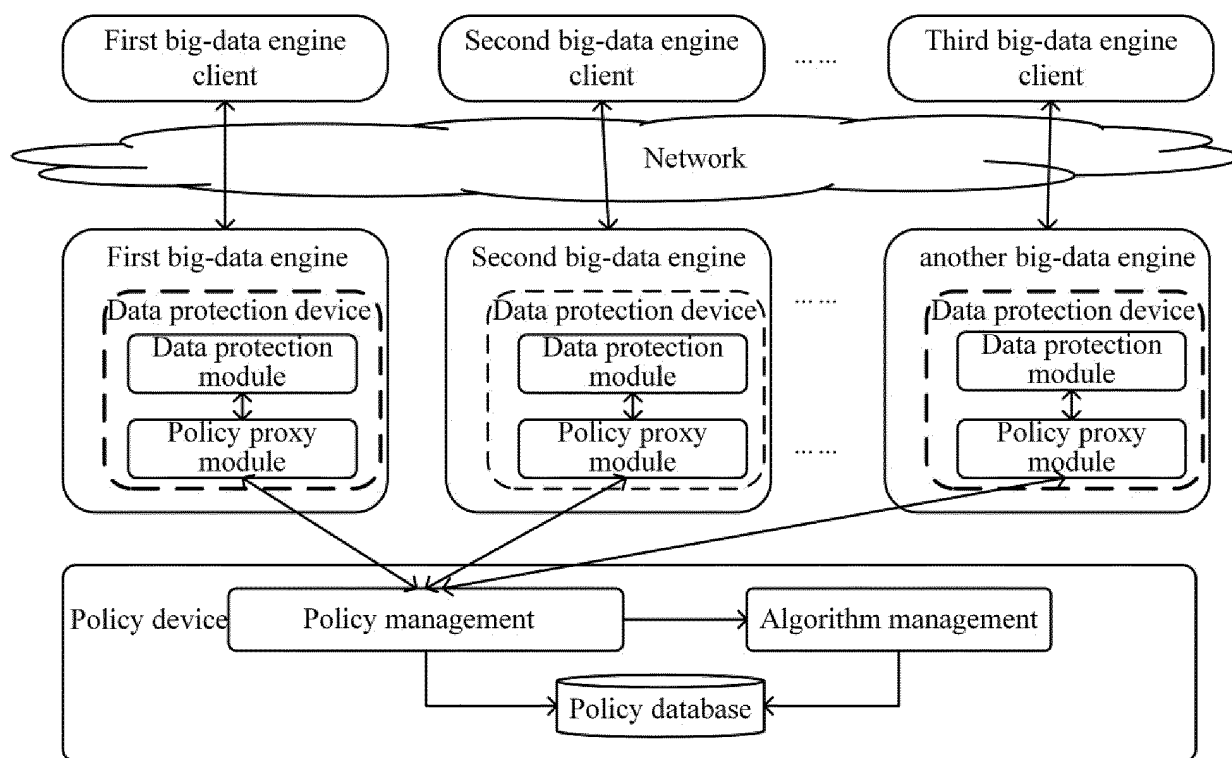 First big-data engine
client
Second big-data engine
client
... ...
Third big-data engine
client
Network
First big-data engine
Data protection device
Data protection
module
Policy proxy
module
Second big-data engine
Data protection device
Data protection
module
Policy proxy
module
... ...
... ...
another big-data engine
Data protection device
Data protection
module
Policy proxy
module
Policy device
Policy management
Algorithm management
Policy database